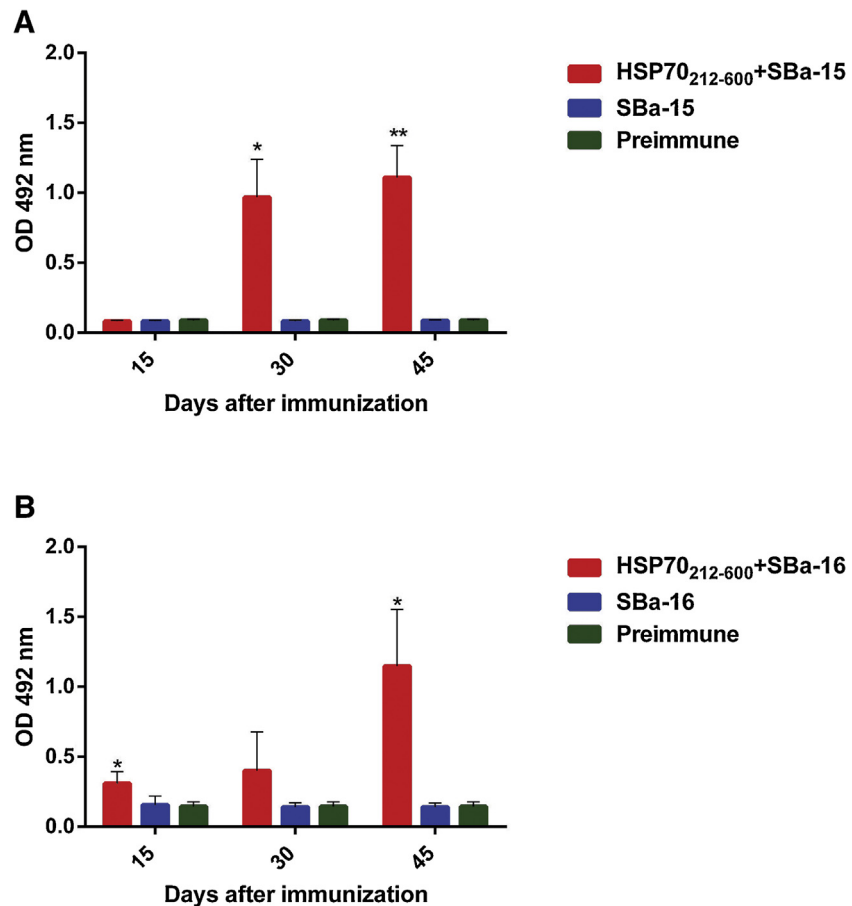 A
2.0
1.5
1.0
0.5
0.0
OD 492 nm
* **
15 30 45
Days after immunization
HSP70212-600+SBa-15
SBa-15
Preimmune
B
2.0
1.5
1.0
0.5
0.0
OD 492 nm
* *
15 30 45
Days after immunization
HSP70212-600+SBa-16
SBa-16
Preimmune